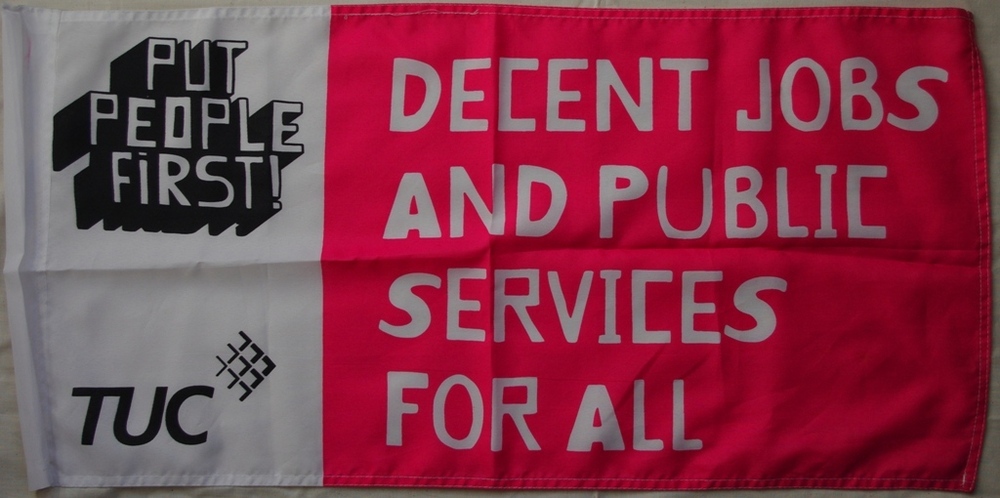 PUT
PEOPLE
FiRST!
TUC
DECENT JOBS
AND PUBLIC
SERVICES
FOR ALL